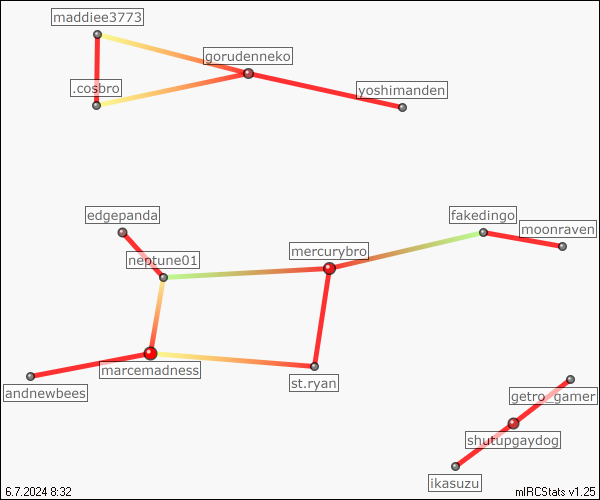 maddiee3773
gorudenneko
.cosbro
yoshimanden
edgepanda
fakedingo
moonraven
mercurybro
neptune01
marcemadness
st.ryan
andnewbees
getro_gamer
shutupgaydog
ikasuzu
6.7.2024 8:32
mIRCStats v1.25